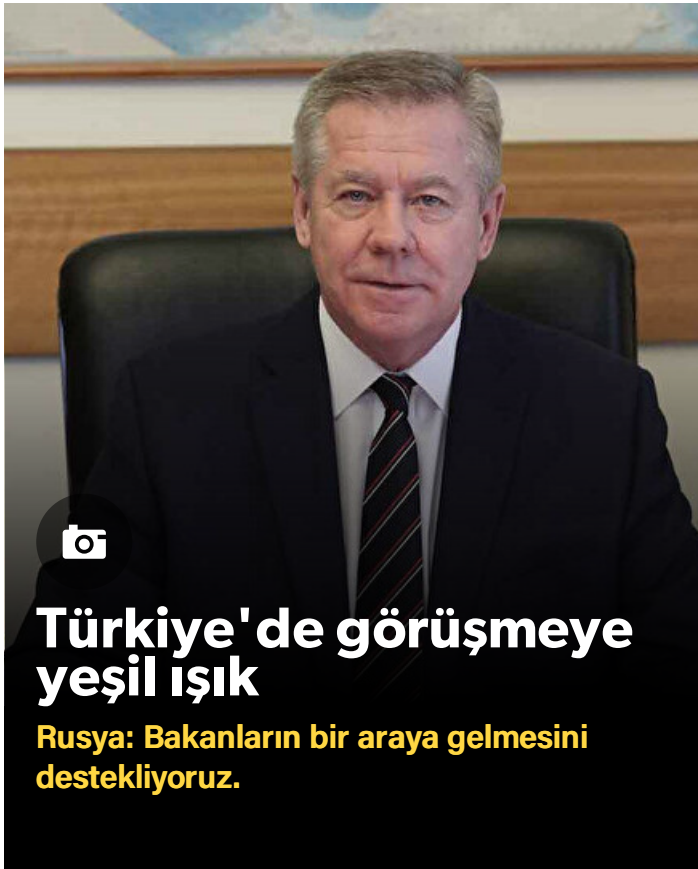 Türkiye'de görüşmeye
yeşil ışık
Rusya: Bakanların bir araya gelmesini
destekliyoruz.